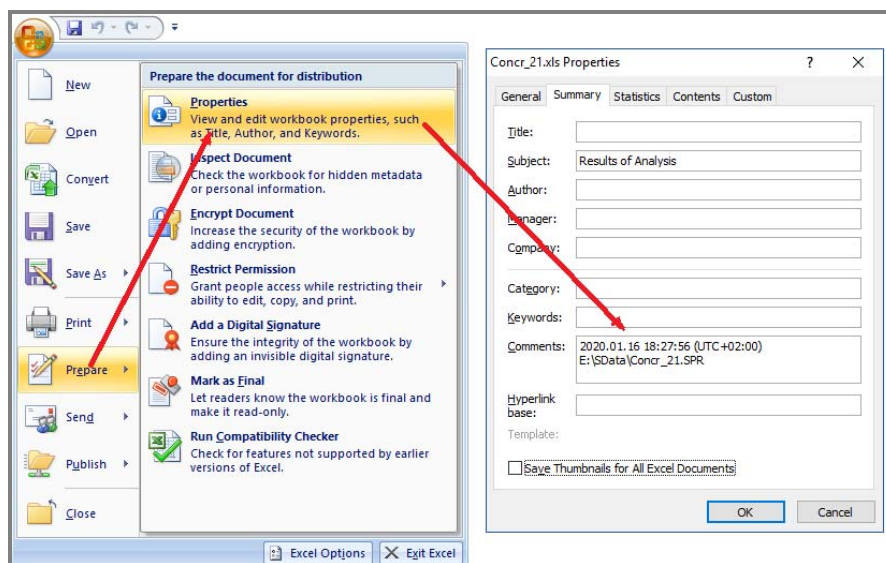 New
Open
Convert
Save
Save As
Print
Prepare
Send
Publish
Close
Prepare the document for distribution
Properties
View and edit workbook properties, such
as Title, Author, and Keywords.
Inspect Document
Check the workbook for hidden metadata
or personal information.
Encrypt Document
Increase the security of the workbook by
adding encryption.
Restrict Permission
Grant people access while restricting their
ability to edit, copy, and print.
Add a Digital Signature
Ensure the integrity of the workbook by
adding an invisible digital signature.
Mark as Final
Let readers know the workbook is final and
make it read-only.
Run Compatibility Checker
Check for features not supported by earlier
versions of Excel.
Excel Options
Exit Excel
Concr_21.xls Properties
General Summary Statistics Contents Custom
Title:
Subject: Results of Analysis
Author:
Manager:
Company:
Category:
Keywords:
Comments: 2020.01.16 18:27:56 (UTC+02:00)
E:\SData\Concr_21.SPR
Hyperlink
base:
Template:
Save Thumbnails for All Excel Documents
OK Cancel